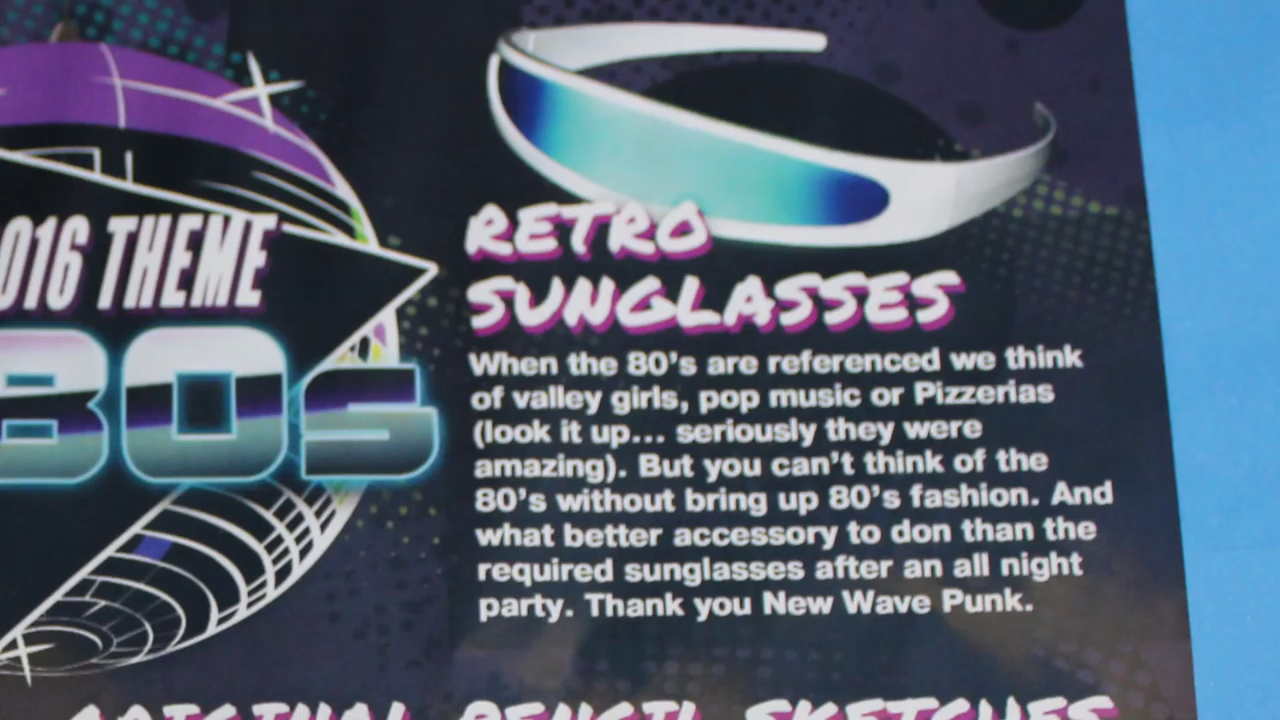 016 THEME
80s
RETRO
SUNGLASSES
When the 80's are referenced we think
of valley girls, pop music or Pizzerias
(look it up... seriously they were
amazing). But you can't think of the
80's without bring up 80's fashion. And
what better accessory to don than the
required sunglasses after an all night
party. Thank you New Wave Punk.
ORIGINAL PENCIL SKETCHES